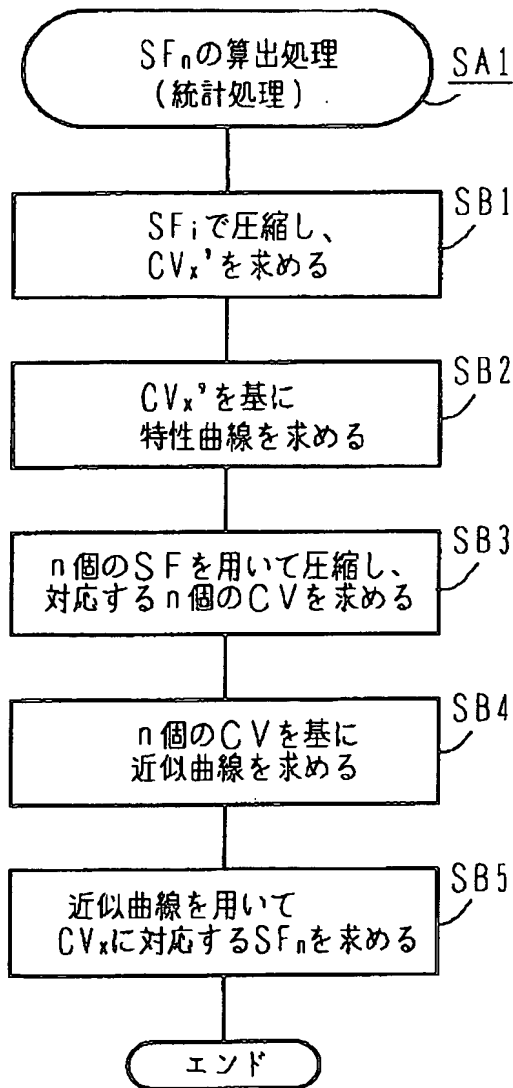 SFnの算出処理
(統計処理)
SA1
SB1
SFiで圧縮し、
CVx'を求める
SB2
CVx'を基に
特性曲線を求める
SB3
n個のSFを用いて圧縮し、
対応するn個のCVを求める
SB4
n個のCVを基に
近似曲線を求める
SB5
近似曲線を用いて
CVxに対応するSFnを求める
エンド